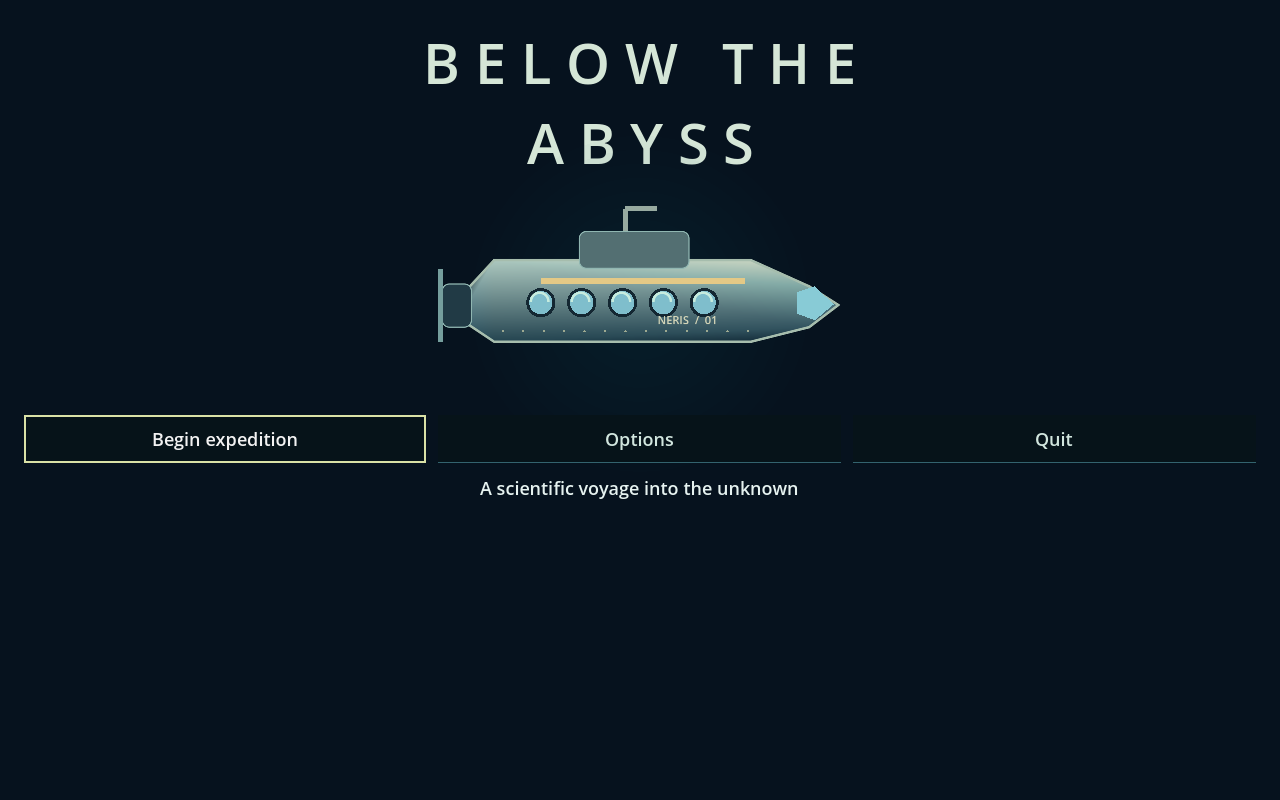 BELOW THE
ABYSS
NERIS / 01
Begin expedition
Options
Quit
A scientific voyage into the unknown